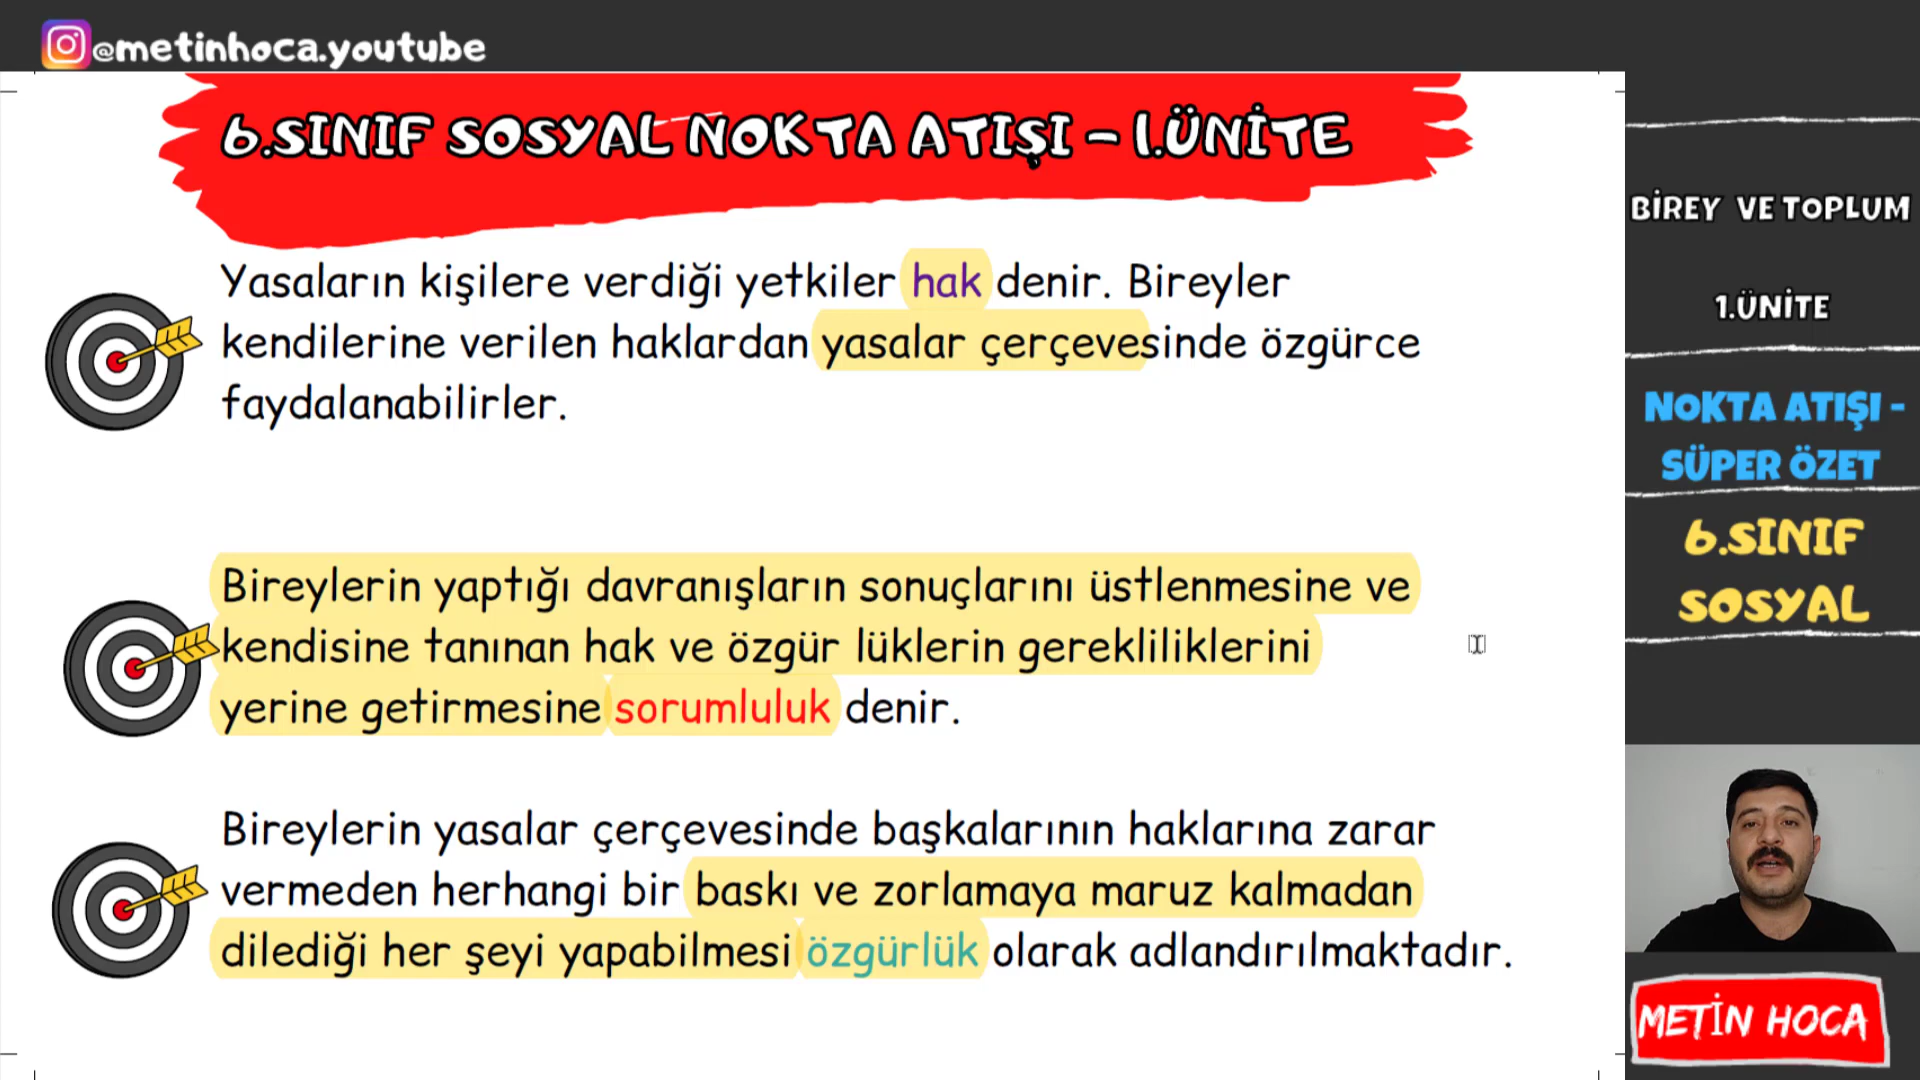 @metinhoca.youtube
6.SINIF SOSYAL NOKTA ATIŞI - 1.ÜNİTE
Yasaların kişilere verdiği yetkiler hak denir. Bireyler
kendilerine verilen haklardan yasalar çerçevesinde özgürce
faydalanabilirler.
Bireylerin yaptığı davranışların sonuçlarını üstlenmesine ve
kendisine tanınan hak ve özgür lüklerin gerekliliklerini
yerine getirmesine sorumluluk denir.
Bireylerin yasalar çerçevesinde başkalarının haklarına zarar
vermeden herhangi bir baskı ve zorlamaya maruz kalmadan
dilediği her şeyi yapabilmesi özgürlük olarak adlandırılmaktadır.
BİREY VE TOPLUM
1.ÜNİTE
NOKTA ATIŞI -
SÜPER ÖZET
6.SINIF
SOSYAL
METİN HOCA